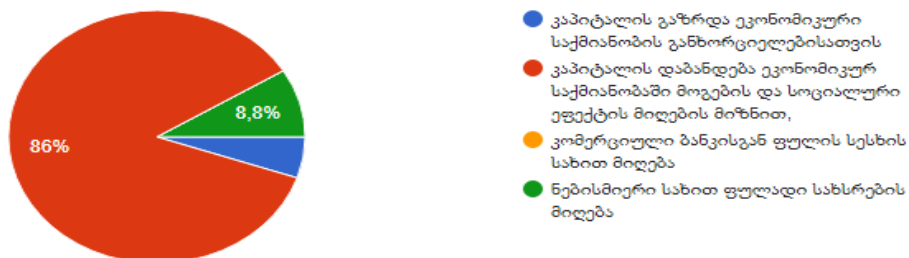 86%
8,8%
კაპიტალის გაზრდა ეკონომიკური
საქმიანობის განხორციელებისათვის
კაპიტალის დაბანდება ეკონომიკურ
საქმიანობაში მოგების და სოციალური
ეფექტის მიღების მიზნით,
კომერციული ბანკისგან ფულის სესხის
სახით მიღება
ნებისმიერი სახით ფულადი სახსრების
მიღება